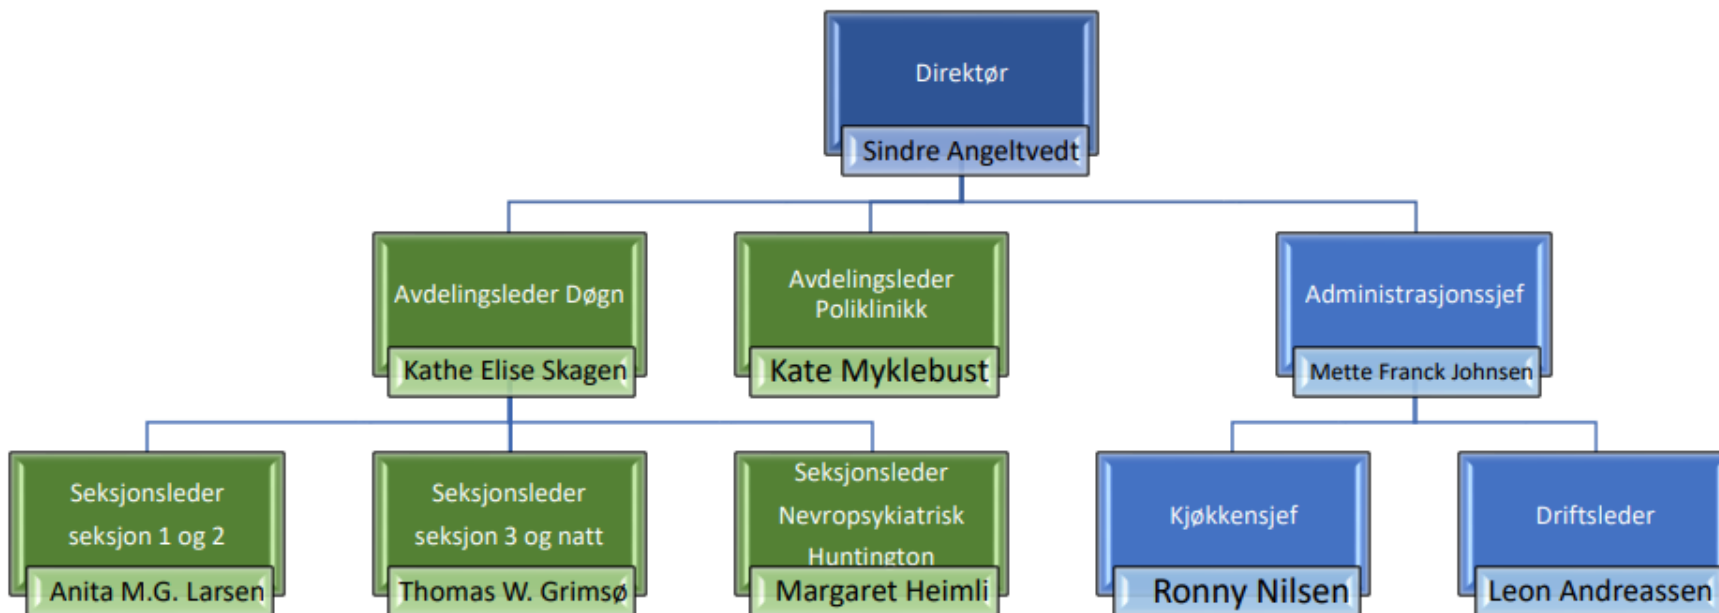 Direktør
Sindre Angeltvedt
Avdelingsleder Døgn
Kathe Elise Skagen
Avdelingsleder
Poliklinikk
Kate Myklebust
Administrasjonssjef
Mette Franck Johnsen
Seksjonsleder
seksjon 1 og 2
Anita M.G. Larsen
Seksjonsleder
seksjon 3 og natt
Thomas W. Grimsø
Seksjonsleder
Nevropsykiatrisk
Huntington
Margaret Heimli
Kjøkkensjef
Ronny Nilsen
Driftsleder
Leon Andreassen